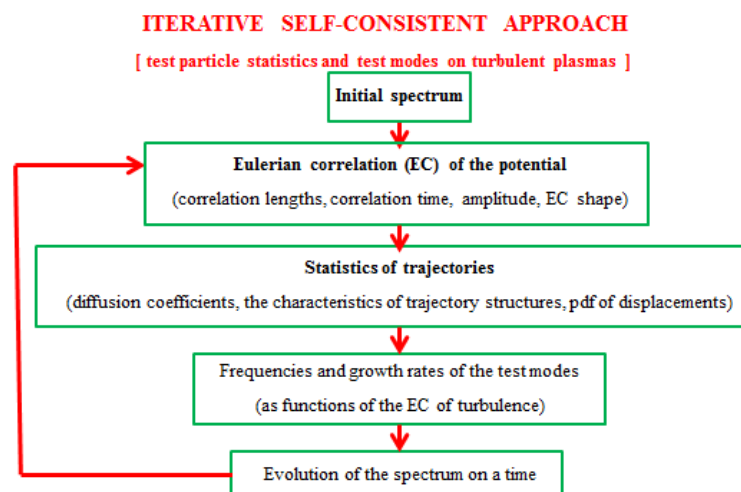 ITERATIVE SELF-CONSISTENT APPROACH
[ test particle statistics and test modes on turbulent plasmas ]
Initial spectrum
Eulerian correlation (EC) of the potential
(correlation lengths, correlation time, amplitude, EC shape)
Statistics of trajectories
(diffusion coefficients, the characteristics of trajectory structures, pdf of displacements)
Frequencies and growth rates of the test modes
(as functions of the EC of turbulence)
Evolution of the spectrum on a time